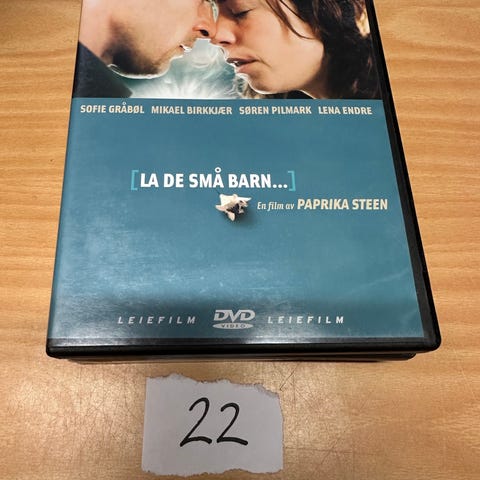 SOFIE GRÅBØL MIKAEL BIRKKJÆR SØREN PILMARK LENA ENDRE
[LA DE SMÅ BARN...]
En film av PAPRIKA STEEN
LEIEFILM DVD VIDEO LEIEFILM
22